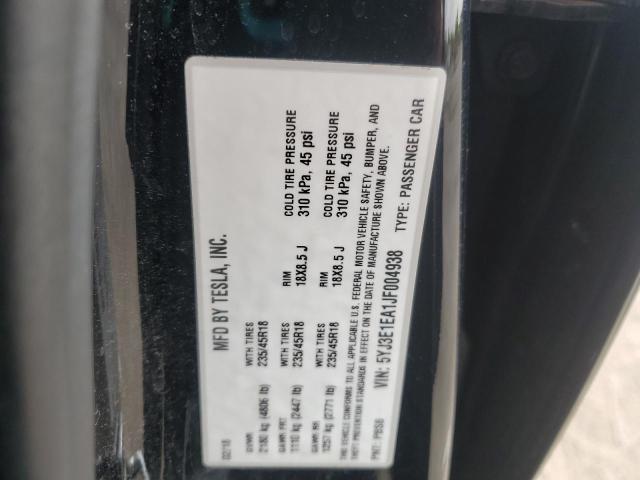 MFD BY TESLA, INC.
02/18
GVWR WITH TIRES RIM COLD TIRE PRESSURE
2180 kg (4806 lb) 235/45R18 18X8.5 J 310 kPa, 45 psi
GAWR FRT WITH TIRES RIM COLD TIRE PRESSURE
1110 kg (2447 lb) 235/45R18 18X8.5 J 310 kPa, 45 psi
GAWR RR WITH TIRES
1257 kg (2771 lb) 235/45R18
THIS VEHICLE CONFORMS TO ALL APPLICABLE U.S. FEDERAL MOTOR VEHICLE SAFETY, BUMPER, AND
THEFT PREVENTION STANDARDS IN EFFECT ON THE DATE OF MANUFACTURE SHOWN ABOVE.
VIN: 5YJ3E1EA1JF004938 TYPE: PASSENGER CAR
PNT: PBSB